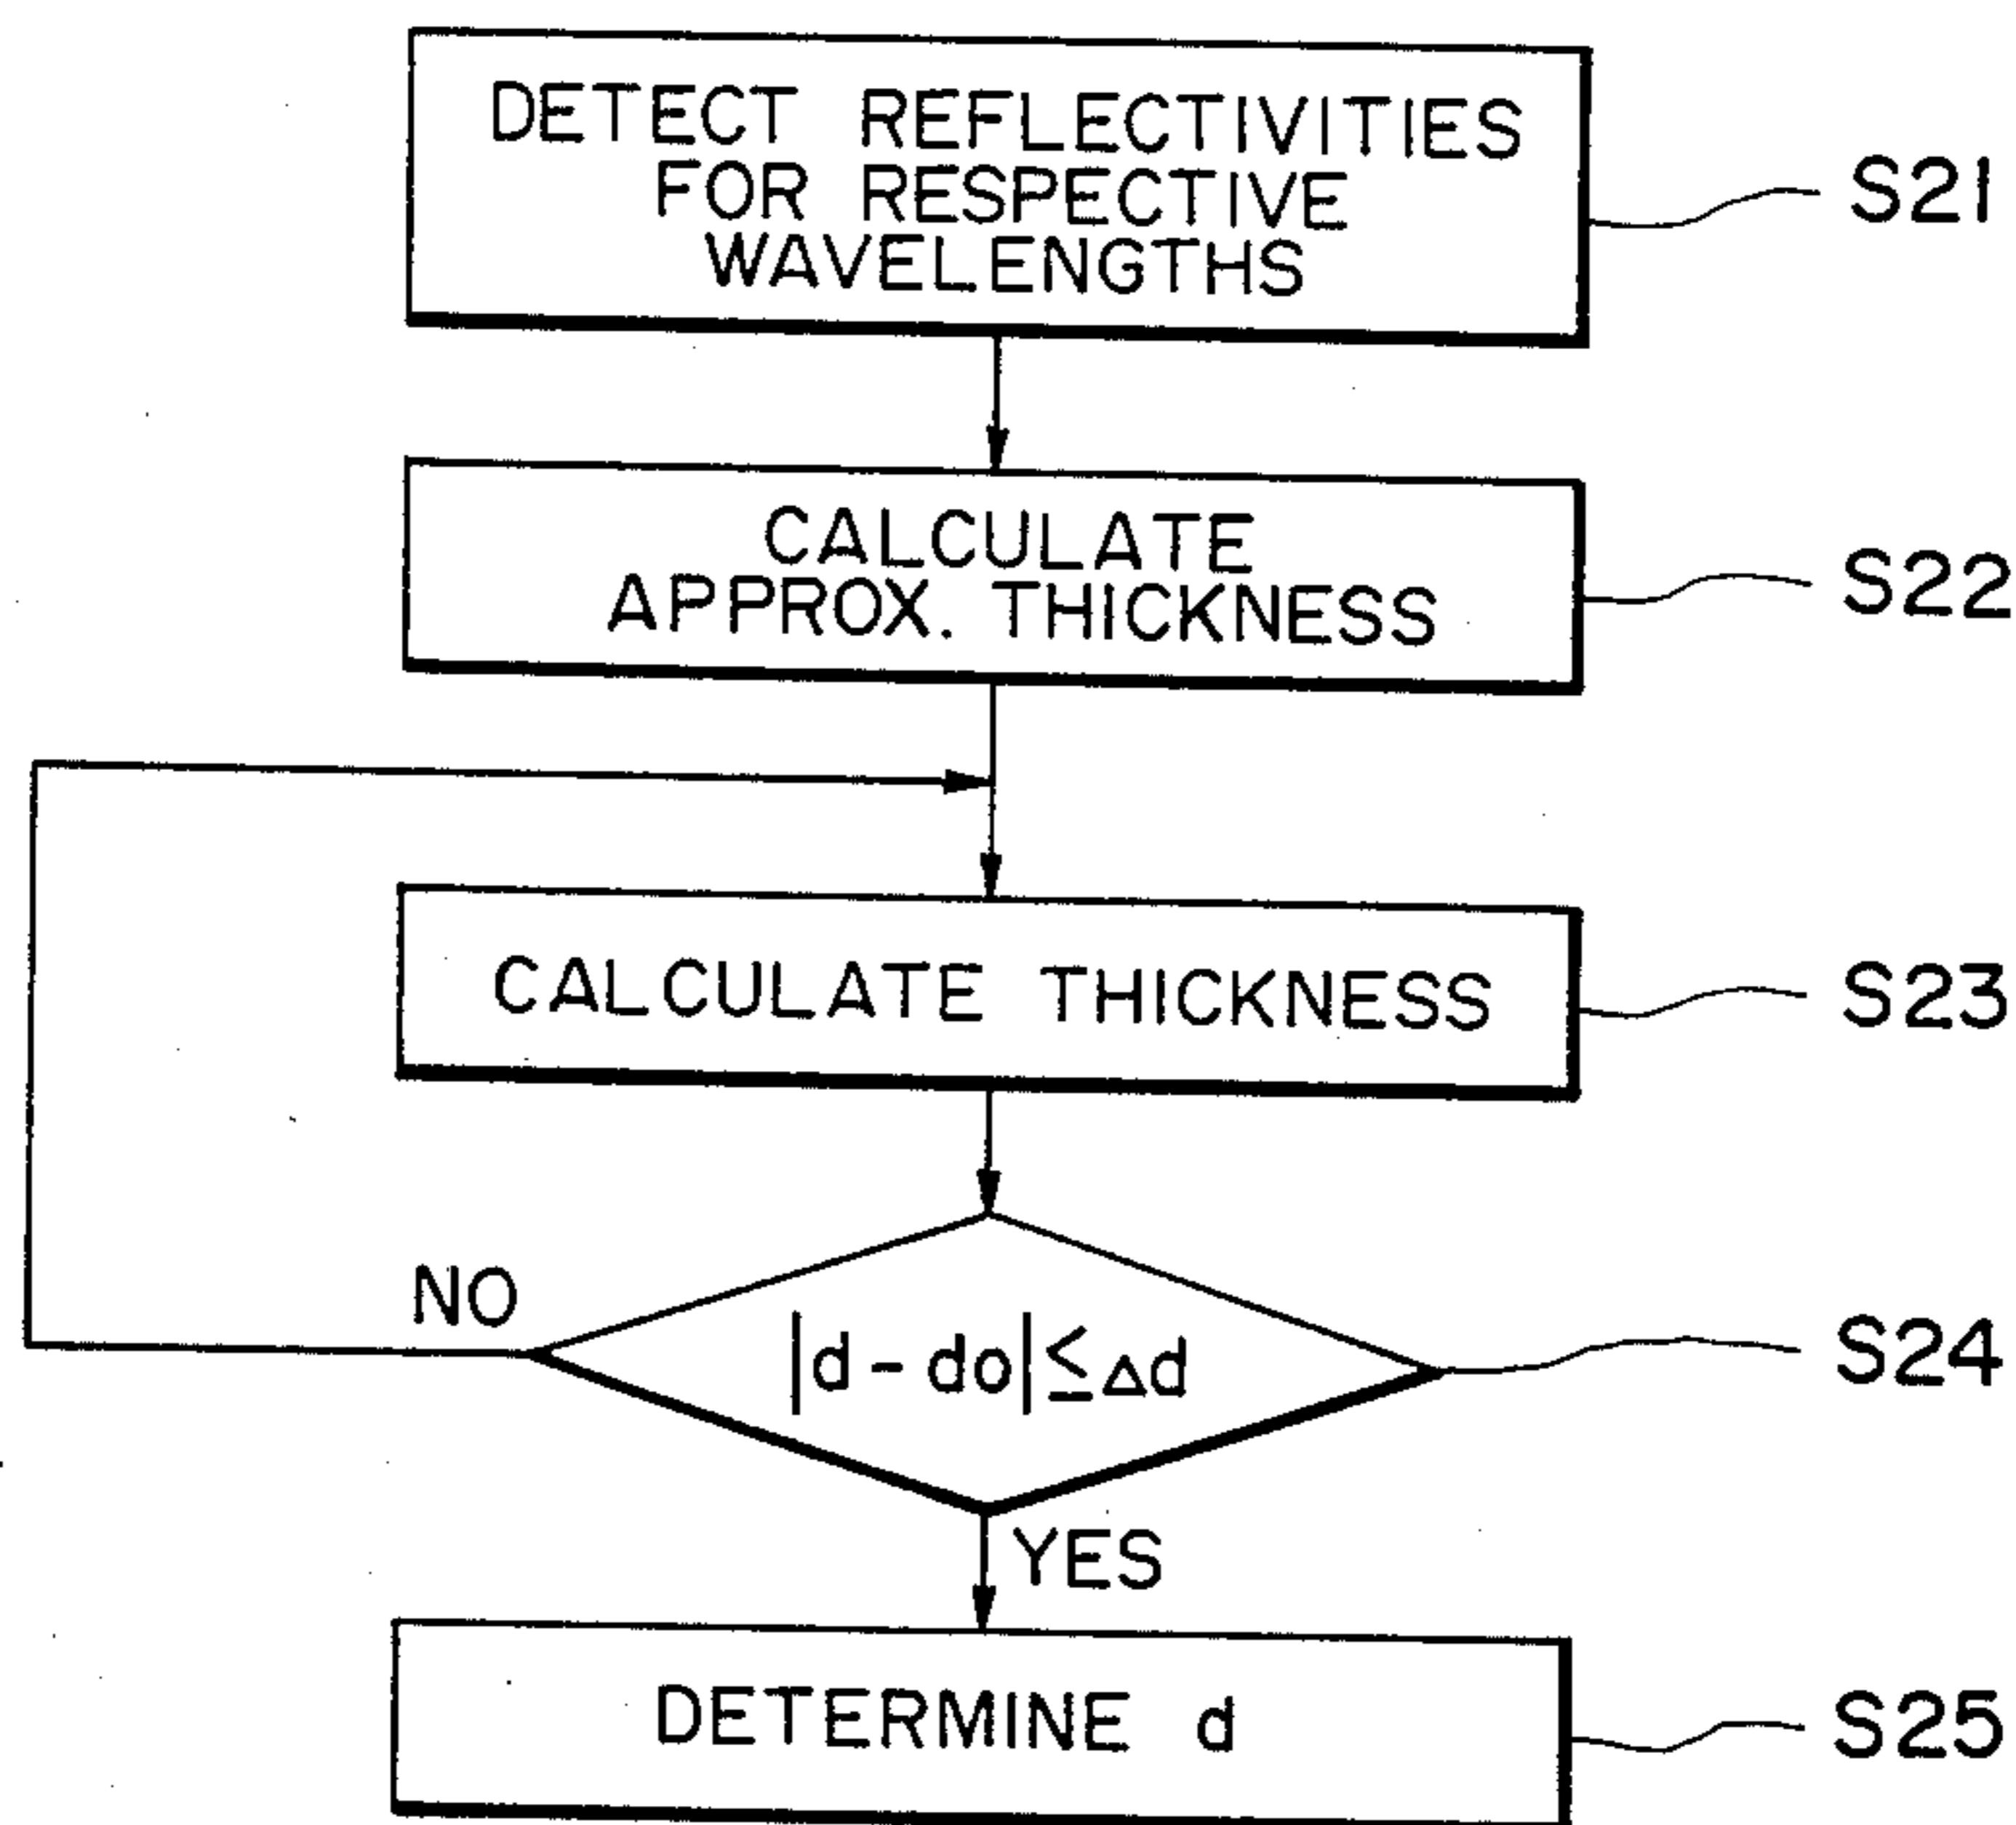 DETECT REFLECTIVITIES
FOR RESPECTIVE
WAVELENGTHS
S21
CALCULATE
APPROX. THICKNESS
S22
CALCULATE THICKNESS
S23
NO
|d - do| ≤ Δd
S24
YES
DETERMINE d
S25